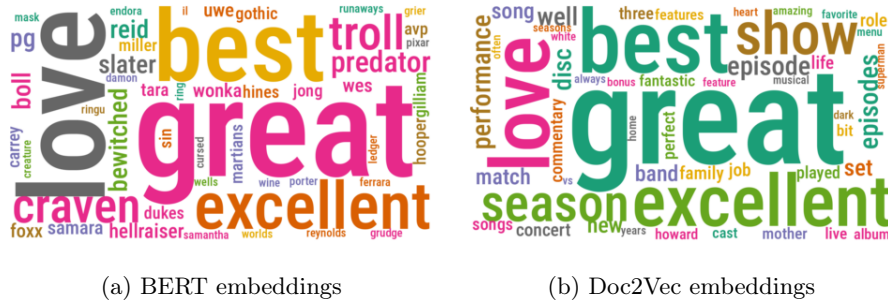 mask
endora
il
uwe
gothic
runaways
grier
pg
reid
miller
best
troll
avp
pixar
love
slater
damon
predator
boll
ringu
bewitched
tara
ring
wonka
hines
jong
wes
gilliam
carrey
creature
sin
great
cursed
martians
ledger
hooper
wells
wine
porter
ferrara
craven
dukes
excellent
foxx
samara
hellraiser
samantha
worlds
reynolds
grudge
(a) BERT embeddings
song
well
three
features
heart
amazing
favorite
performance
often
seasons
white
love
disc
best
show
role
menu
episode
life
superman
episodes
always
bonus
fantastic
feature
musical
commentary
great
home
perfect
dark
bit
match
vs
band
family
job
played
set
season
excellent
songs
concert
new
years
howard
cast
mother
live
album
(b) Doc2Vec embeddings